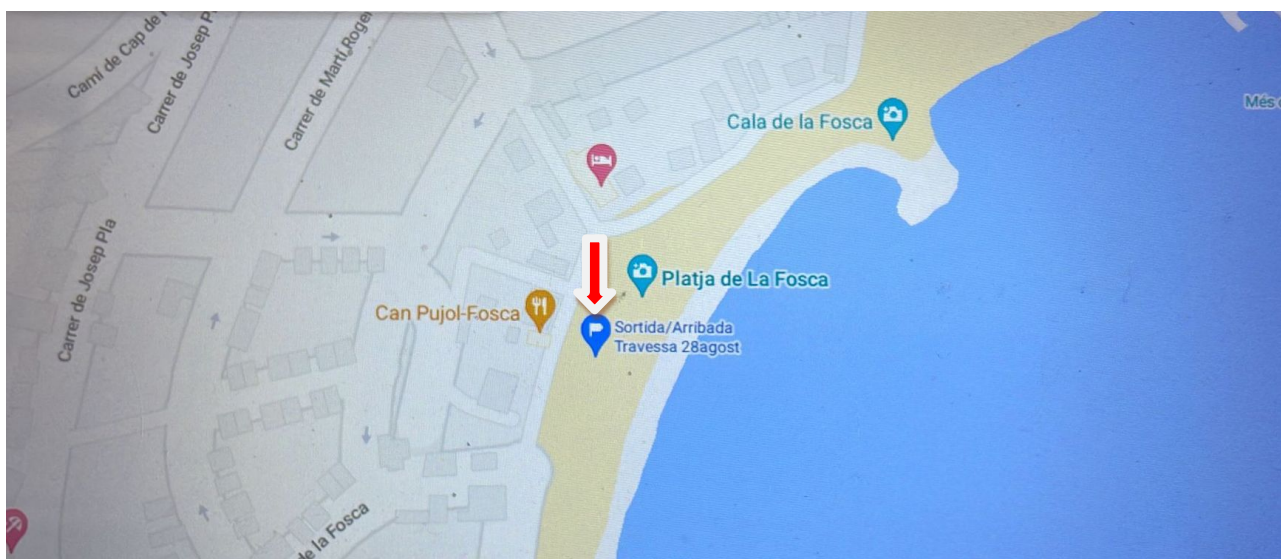 Camí de Cap de
Carrer de Josep Pla
Carrer de Martí Roger
Cala de la Fosca
Més
Carrer de Josep Pla
Platja de La Fosca
Can Pujol-Fosca
Sortida/Arribada
Travessa 28agost
de la Fosca